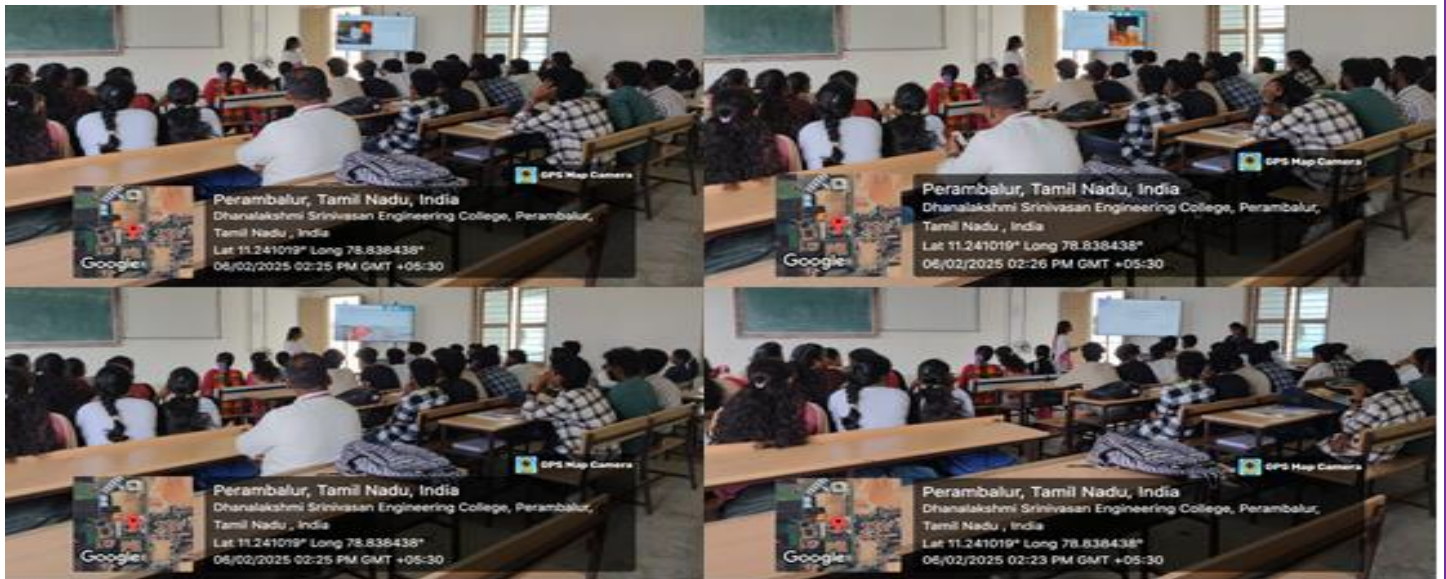 GPS Map Camera
Perambalur, Tamil Nadu, India
Dhanalakshmi Srinivasan Engineering College, Perambalur,
Tamil Nadu , India
Lat 11.241019° Long 78.838438°
06/02/2025 02:25 PM GMT +05:30
Google
GPS Map Camera
Perambalur, Tamil Nadu, India
Dhanalakshmi Srinivasan Engineering College, Perambalur,
Tamil Nadu , India
Lat 11.241019° Long 78.838438°
06/02/2025 02:26 PM GMT +05:30
Google
GPS Map Camera
Perambalur, Tamil Nadu, India
Dhanalakshmi Srinivasan Engineering College, Perambalur,
Tamil Nadu , India
Lat 11.241019° Long 78.838438°
06/02/2025 02:25 PM GMT +05:30
Google
GPS Map Camera
Perambalur, Tamil Nadu, India
Dhanalakshmi Srinivasan Engineering College, Perambalur,
Tamil Nadu , India
Lat 11.241019° Long 78.838438°
06/02/2025 02:23 PM GMT +05:30
Google